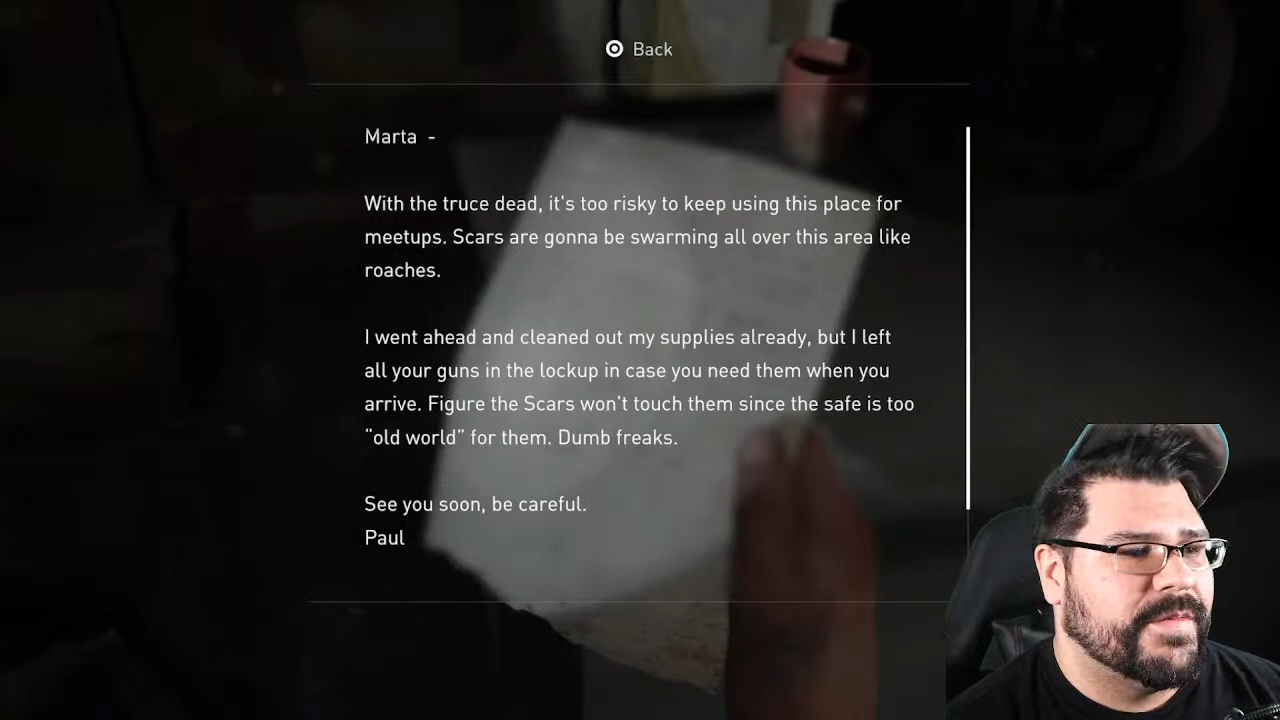 Back
Marta -
With the truce dead, it's too risky to keep using this place for
meetups. Scars are gonna be swarming all over this area like
roaches.
I went ahead and cleaned out my supplies already, but I left
all your guns in the lockup in case you need them when you
arrive. Figure the Scars won't touch them since the safe is too
“old world” for them. Dumb freaks.
See you soon, be careful.
Paul